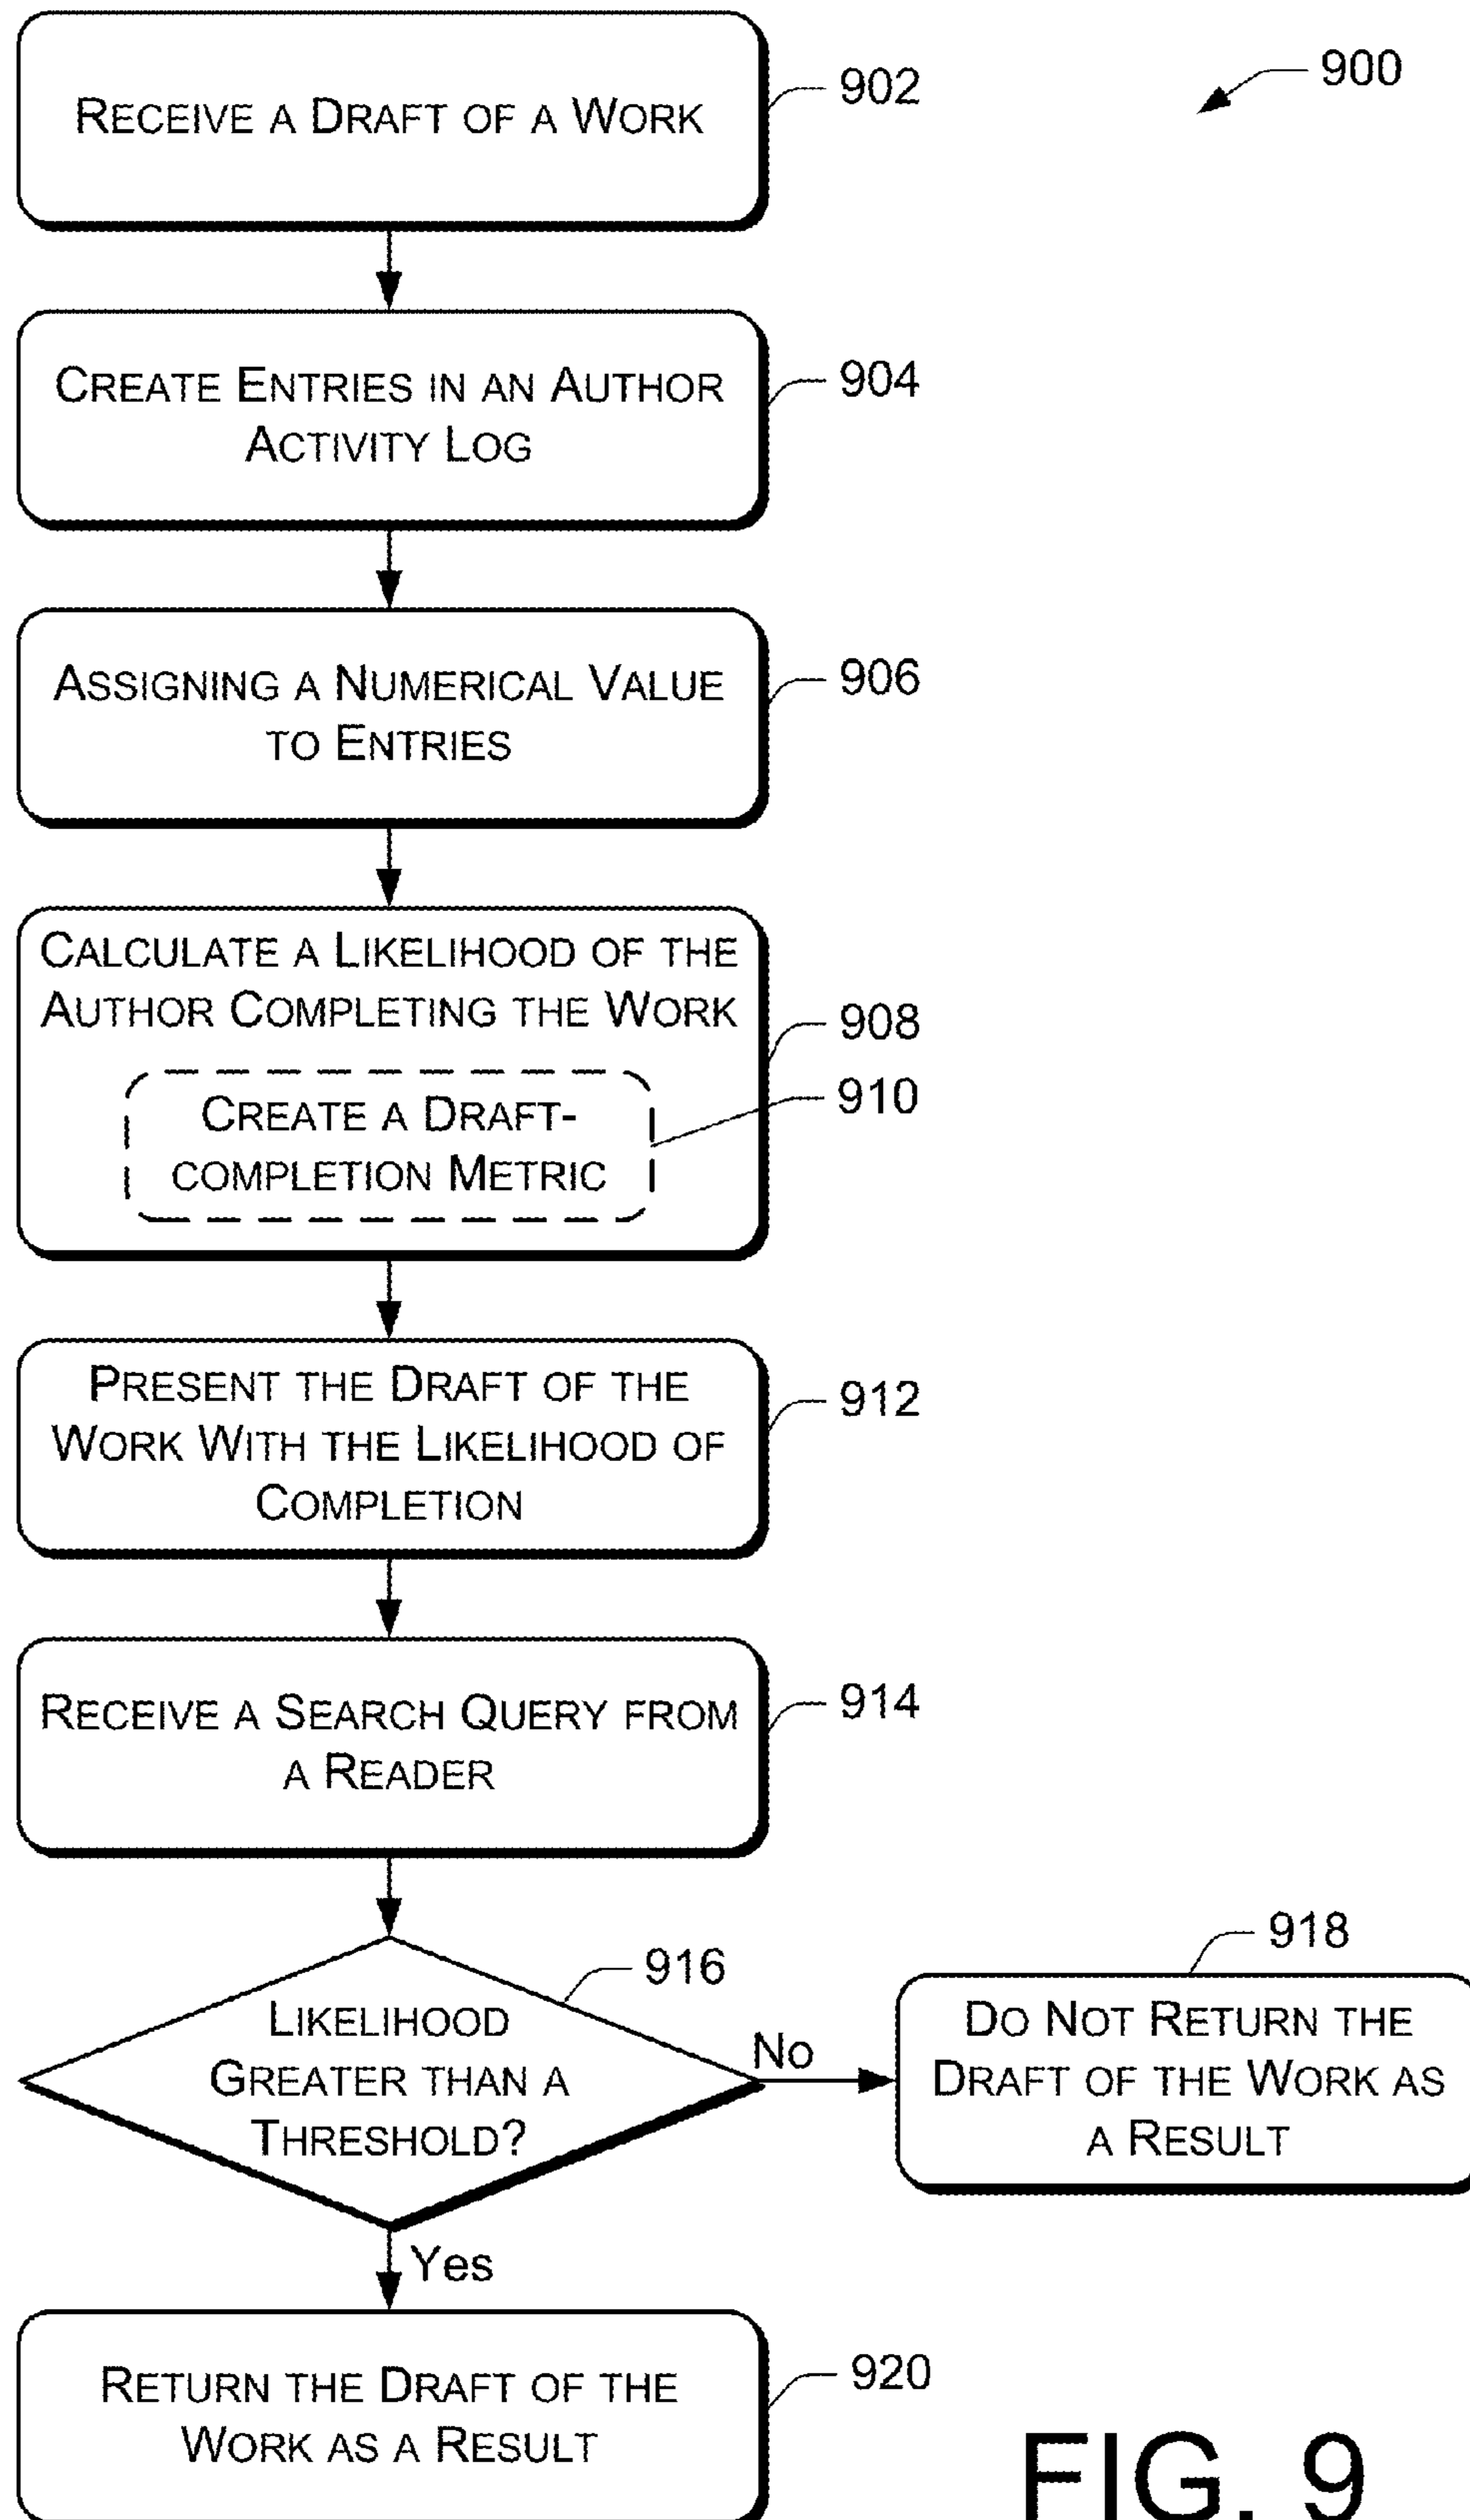 900
RECEIVE A DRAFT OF A WORK
902
CREATE ENTRIES IN AN AUTHOR
ACTIVITY LOG
904
ASSIGNING A NUMERICAL VALUE
TO ENTRIES
906
CALCULATE A LIKELIHOOD OF THE
AUTHOR COMPLETING THE WORK
908
CREATE A DRAFT-
COMPLETION METRIC
910
PRESENT THE DRAFT OF THE
WORK WITH THE LIKELIHOOD OF
COMPLETION
912
RECEIVE A SEARCH QUERY FROM
A READER
914
LIKELIHOOD
GREATER THAN A
THRESHOLD?
916
No
DO NOT RETURN THE
DRAFT OF THE WORK AS
A RESULT
918
Yes
RETURN THE DRAFT OF THE
WORK AS A RESULT
920
FIG. 9